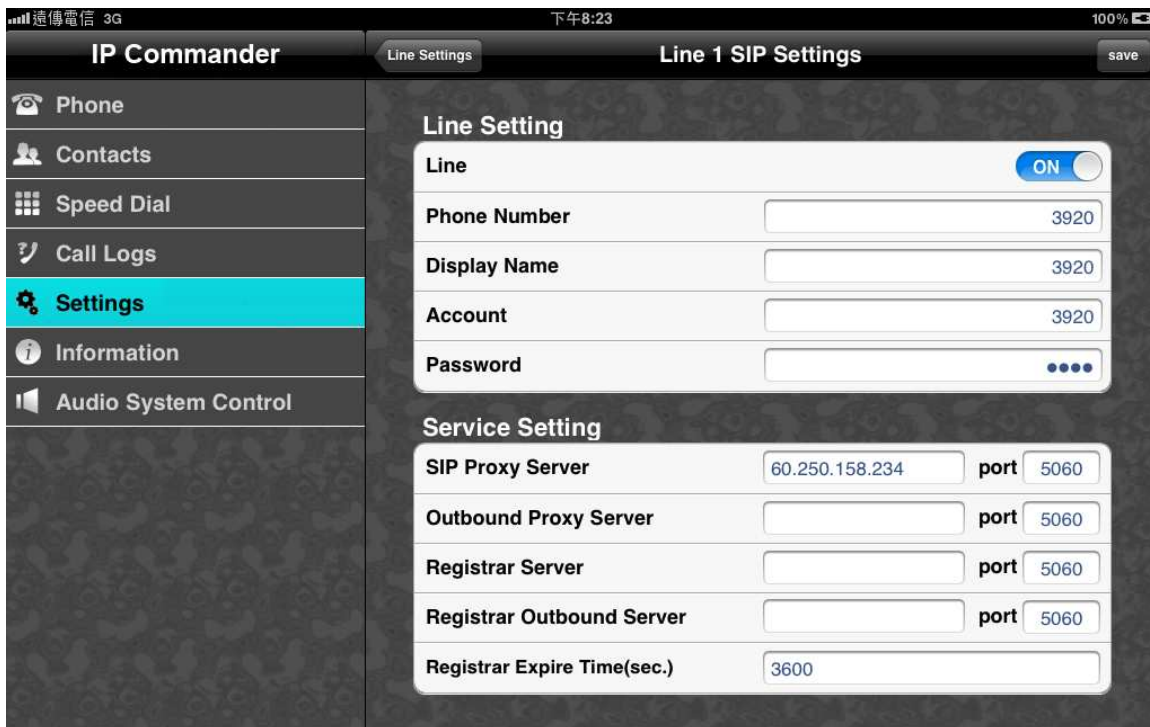 遠傳電信 3G 下午8:23 100%
IP Commander
Line Settings Line 1 SIP Settings save
Phone
Contacts
Speed Dial
Call Logs
Settings
Information
Audio System Control
Line Setting
Line ON
Phone Number 3920
Display Name 3920
Account 3920
Password ••••
Service Setting
SIP Proxy Server 60.250.158.234 port 5060
Outbound Proxy Server port 5060
Registrar Server port 5060
Registrar Outbound Server port 5060
Registrar Expire Time(sec.) 3600